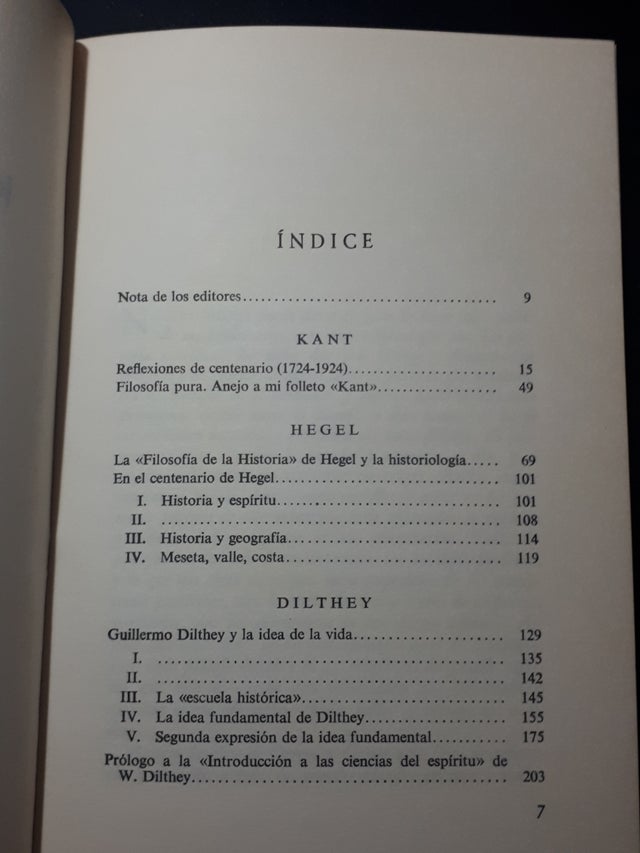 ÍNDICE
Nota de los editores........................................ 9
KANT
Reflexiones de centenario (1724-1924)........................ 15
Filosofía pura. Anejo a mi folleto «Kant».................. 49
HEGEL
La «Filosofía de la Historia» de Hegel y la historiología..... 69
En el centenario de Hegel.................................... 101
I. Historia y espíritu.................................... 101
II. ...................................................... 108
III. Historia y geografía.................................. 114
IV. Meseta, valle, costa.................................. 119
DILTHEY
Guillermo Dilthey y la idea de la vida........................ 129
I. ...................................................... 135
II. ...................................................... 142
III. La «escuela histórica»................................ 145
IV. La idea fundamental de Dilthey...................... 155
V. Segunda expresión de la idea fundamental............ 175
Prólogo a la «Introducción a las ciencias del espíritu» de
W. Dilthey.................................................. 203
7